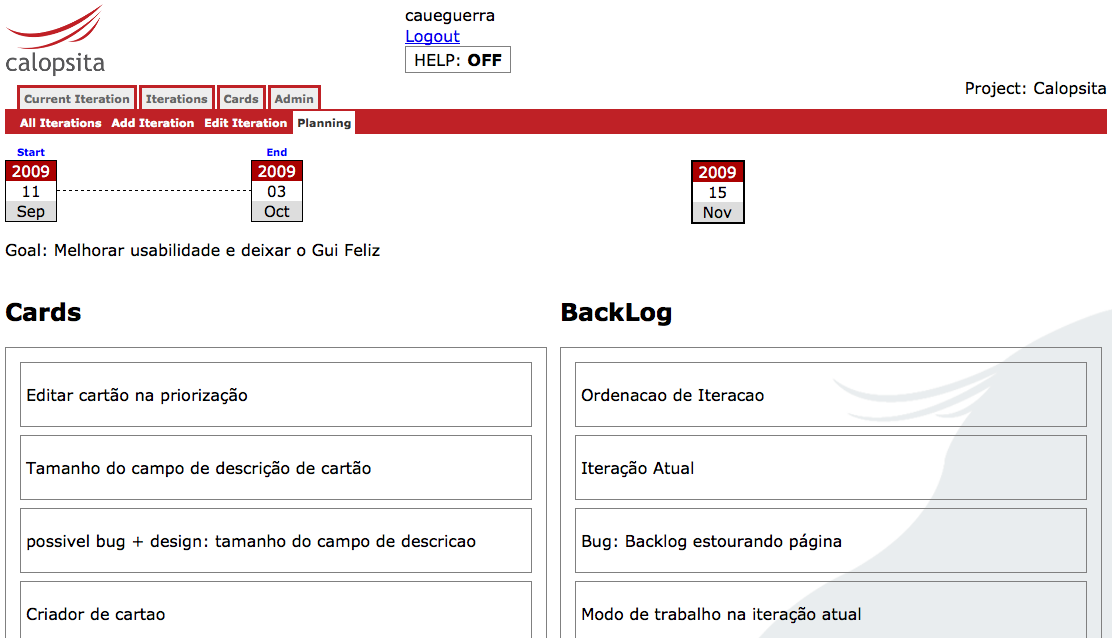 calopsita
caueguerra
Logout
HELP: OFF
Project: Calopsita
Current Iteration Iterations Cards Admin
All Iterations Add Iteration Edit Iteration Planning
Start
2009
11
Sep
End
2009
03
Oct
2009
15
Nov
Goal: Melhorar usabilidade e deixar o Gui Feliz
Cards
Editar cartão na priorização
Tamanho do campo de descrição de cartão
possivel bug + design: tamanho do campo de descricao
Criador de cartao
BackLog
Ordenacao de Iteracao
Iteração Atual
Bug: Backlog estourando página
Modo de trabalho na iteração atual